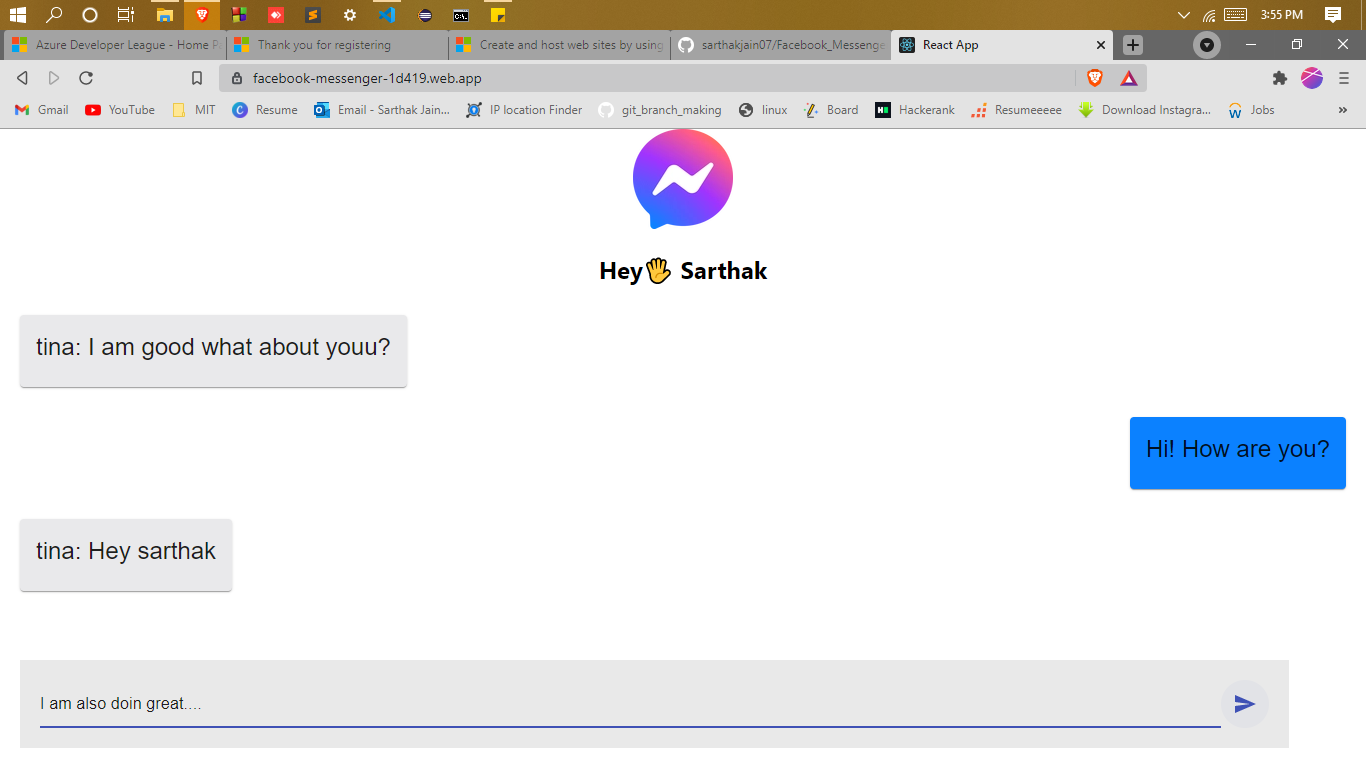 3:55 PM
Azure Developer League - Home P
Thank you for registering
Create and host web sites by using
sarthakjain07/Facebook_Messenge
React App
facebook-messenger-1d419.web.app
Gmail YouTube MIT Resume Email - Sarthak Jain... IP location Finder git_branch_making linux Board Hackerank Resumeeeee Download Instagra... Jobs »
Hey🖐 Sarthak
tina: I am good what about youu?
Hi! How are you?
tina: Hey sarthak
I am also doin great....